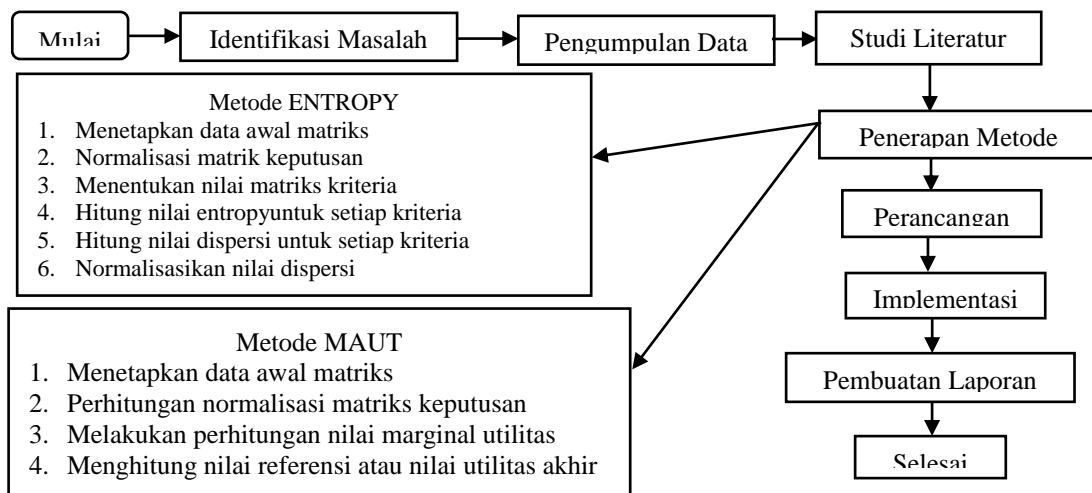 Mulai
Identifikasi Masalah
Pengumpulan Data
Studi Literatur
Metode ENTROPY
1. Menetapkan data awal matriks
2. Normalisasi matrik keputusan
3. Menentukan nilai matriks kriteria
4. Hitung nilai entropyuntuk setiap kriteria
5. Hitung nilai dispersi untuk setiap kriteria
6. Normalisasikan nilai dispersi
Penerapan Metode
Perancangan
Implementasi
Metode MAUT
1. Menetapkan data awal matriks
2. Perhitungan normalisasi matriks keputusan
3. Melakukan perhitungan nilai marginal utilitas
4. Menghitung nilai referensi atau nilai utilitas akhir
Pembuatan Laporan
Selesai